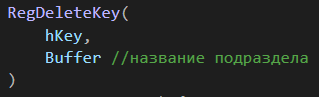 RegDeleteKey(
hKey,
Buffer //название подраздела
)